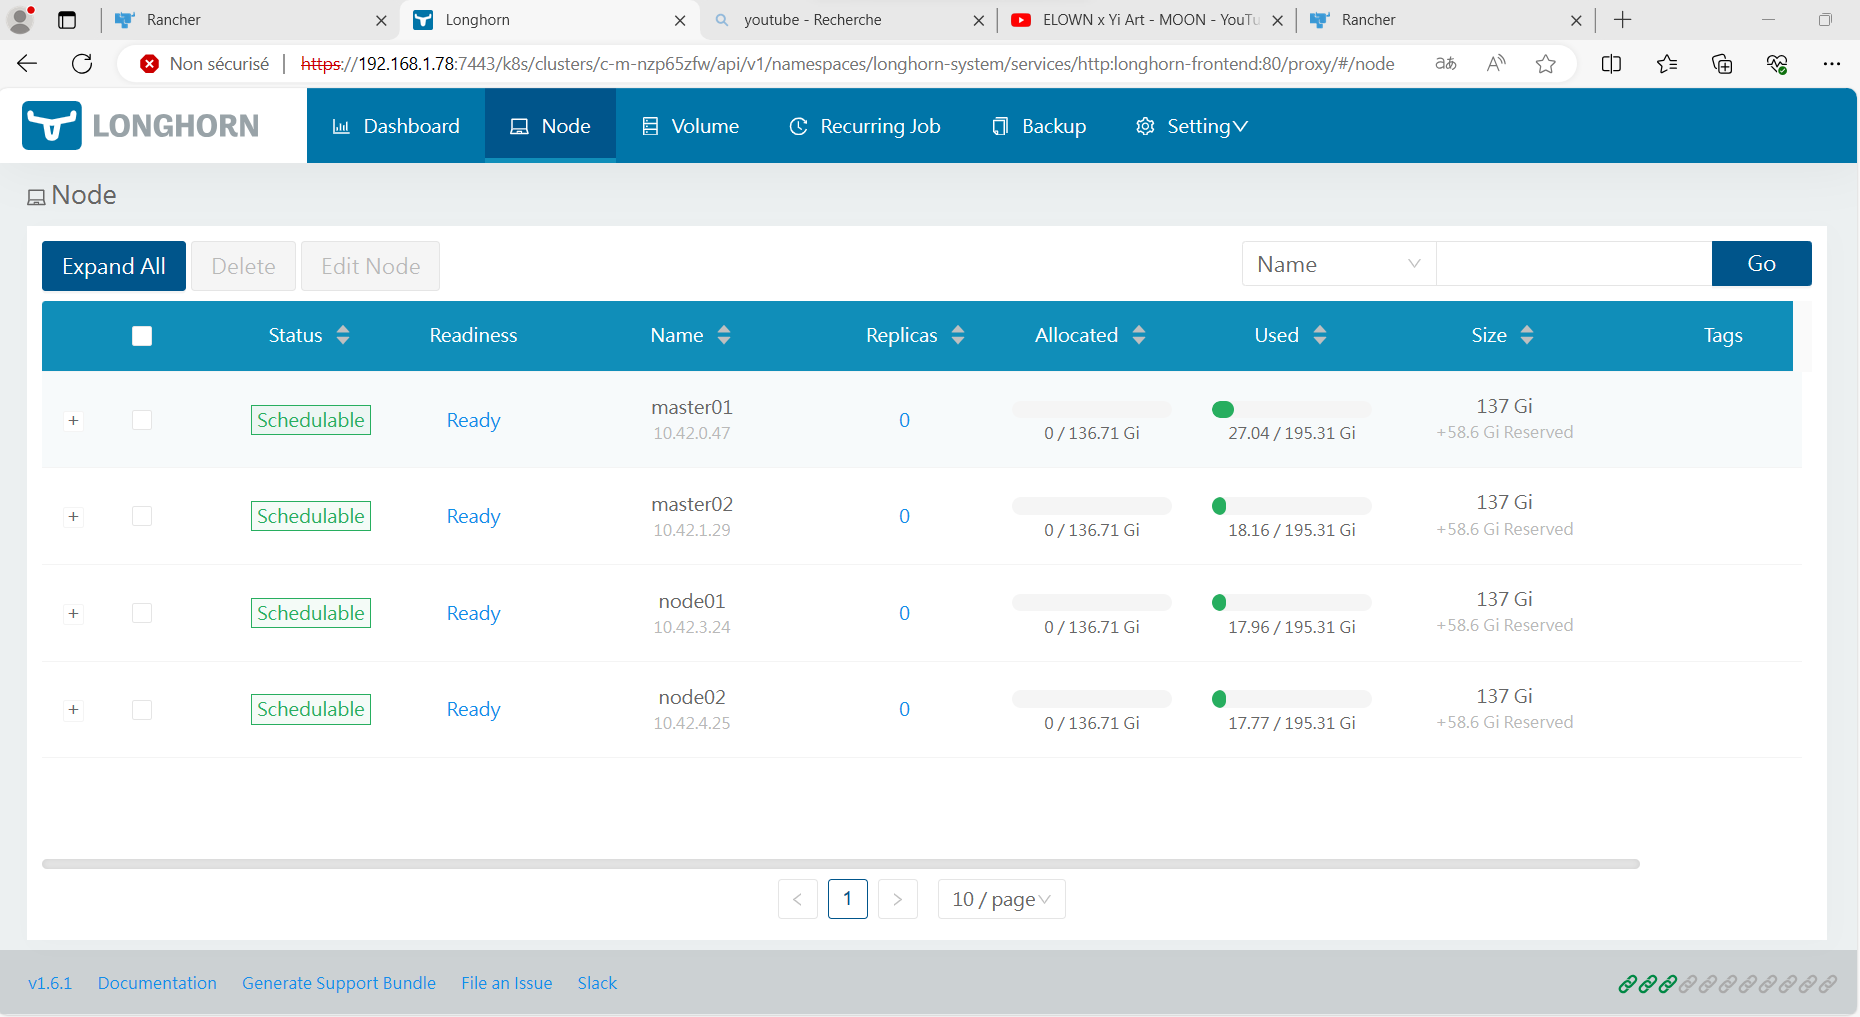 Rancher
Longhorn
youtube - Recherche
ELOWN x Yi Art - MOON - YouTu
Rancher
Non sécurisé
https://192.168.1.78:7443/k8s/clusters/c-m-nzp65zfw/api/v1/namespaces/longhorn-system/services/http:longhorn-frontend:80/proxy/#/node
LONGHORN
Dashboard
Node
Volume
Recurring Job
Backup
Setting
Node
Expand All
Delete
Edit Node
Name
Go
Status Readiness Name Replicas Allocated Used Size Tags
+ Schedulable Ready master01 0 137 Gi
10.42.0.47 0 / 136.71 Gi 27.04 / 195.31 Gi +58.6 Gi Reserved
+ Schedulable Ready master02 0 137 Gi
10.42.1.29 0 / 136.71 Gi 18.16 / 195.31 Gi +58.6 Gi Reserved
+ Schedulable Ready node01 0 137 Gi
10.42.3.24 0 / 136.71 Gi 17.96 / 195.31 Gi +58.6 Gi Reserved
+ Schedulable Ready node02 0 137 Gi
10.42.4.25 0 / 136.71 Gi 17.77 / 195.31 Gi +58.6 Gi Reserved
< 1 > 10 / page
v1.6.1 Documentation Generate Support Bundle File an Issue Slack